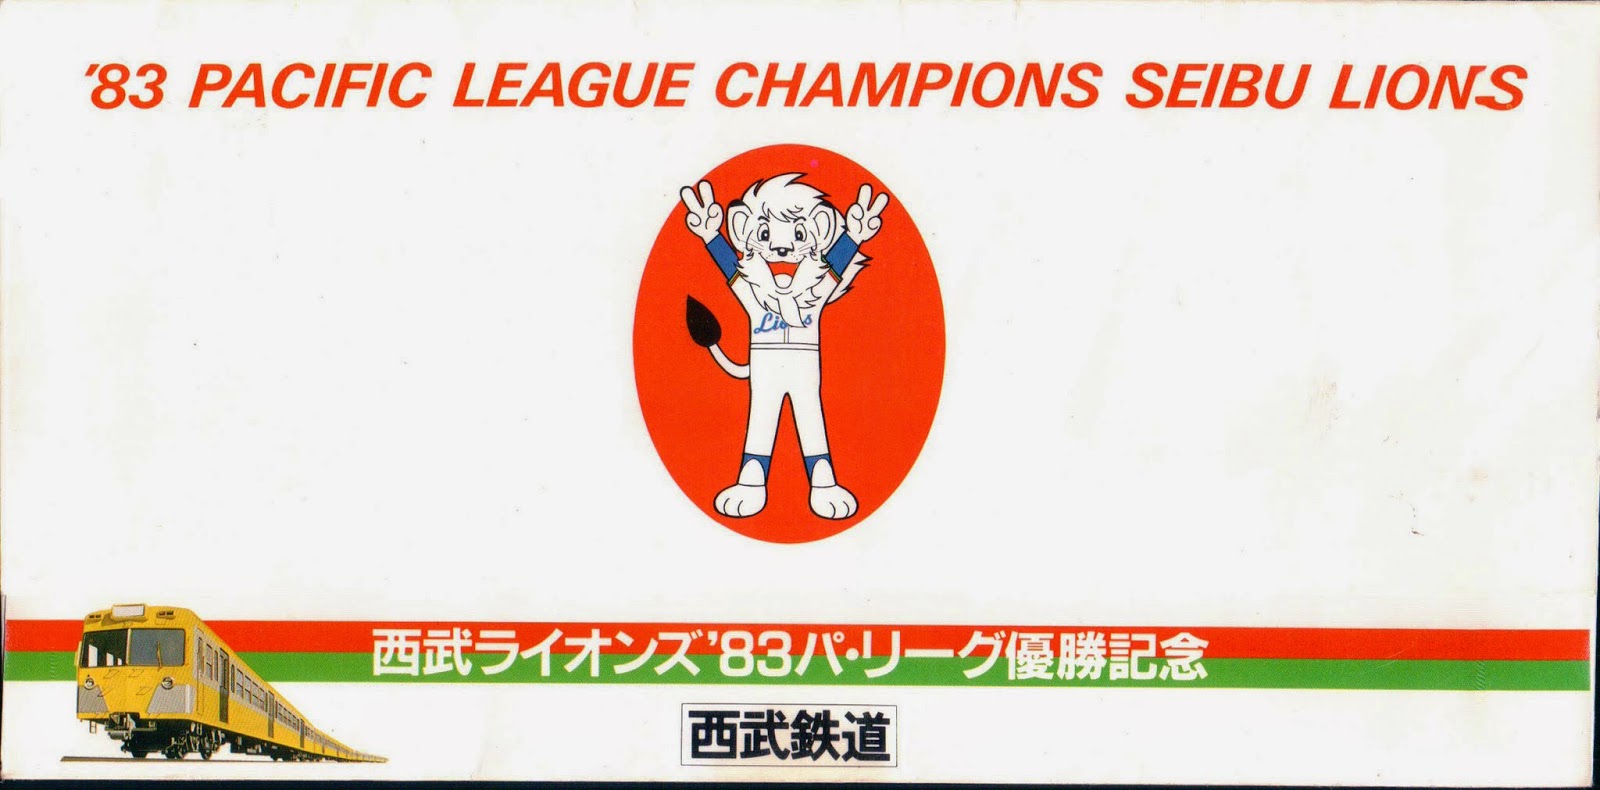 '83 PACIFIC LEAGUE CHAMPIONS SEIBU LIONS
Lions
西武ライオンズ'83パ・リーグ優勝記念
西武鉄道